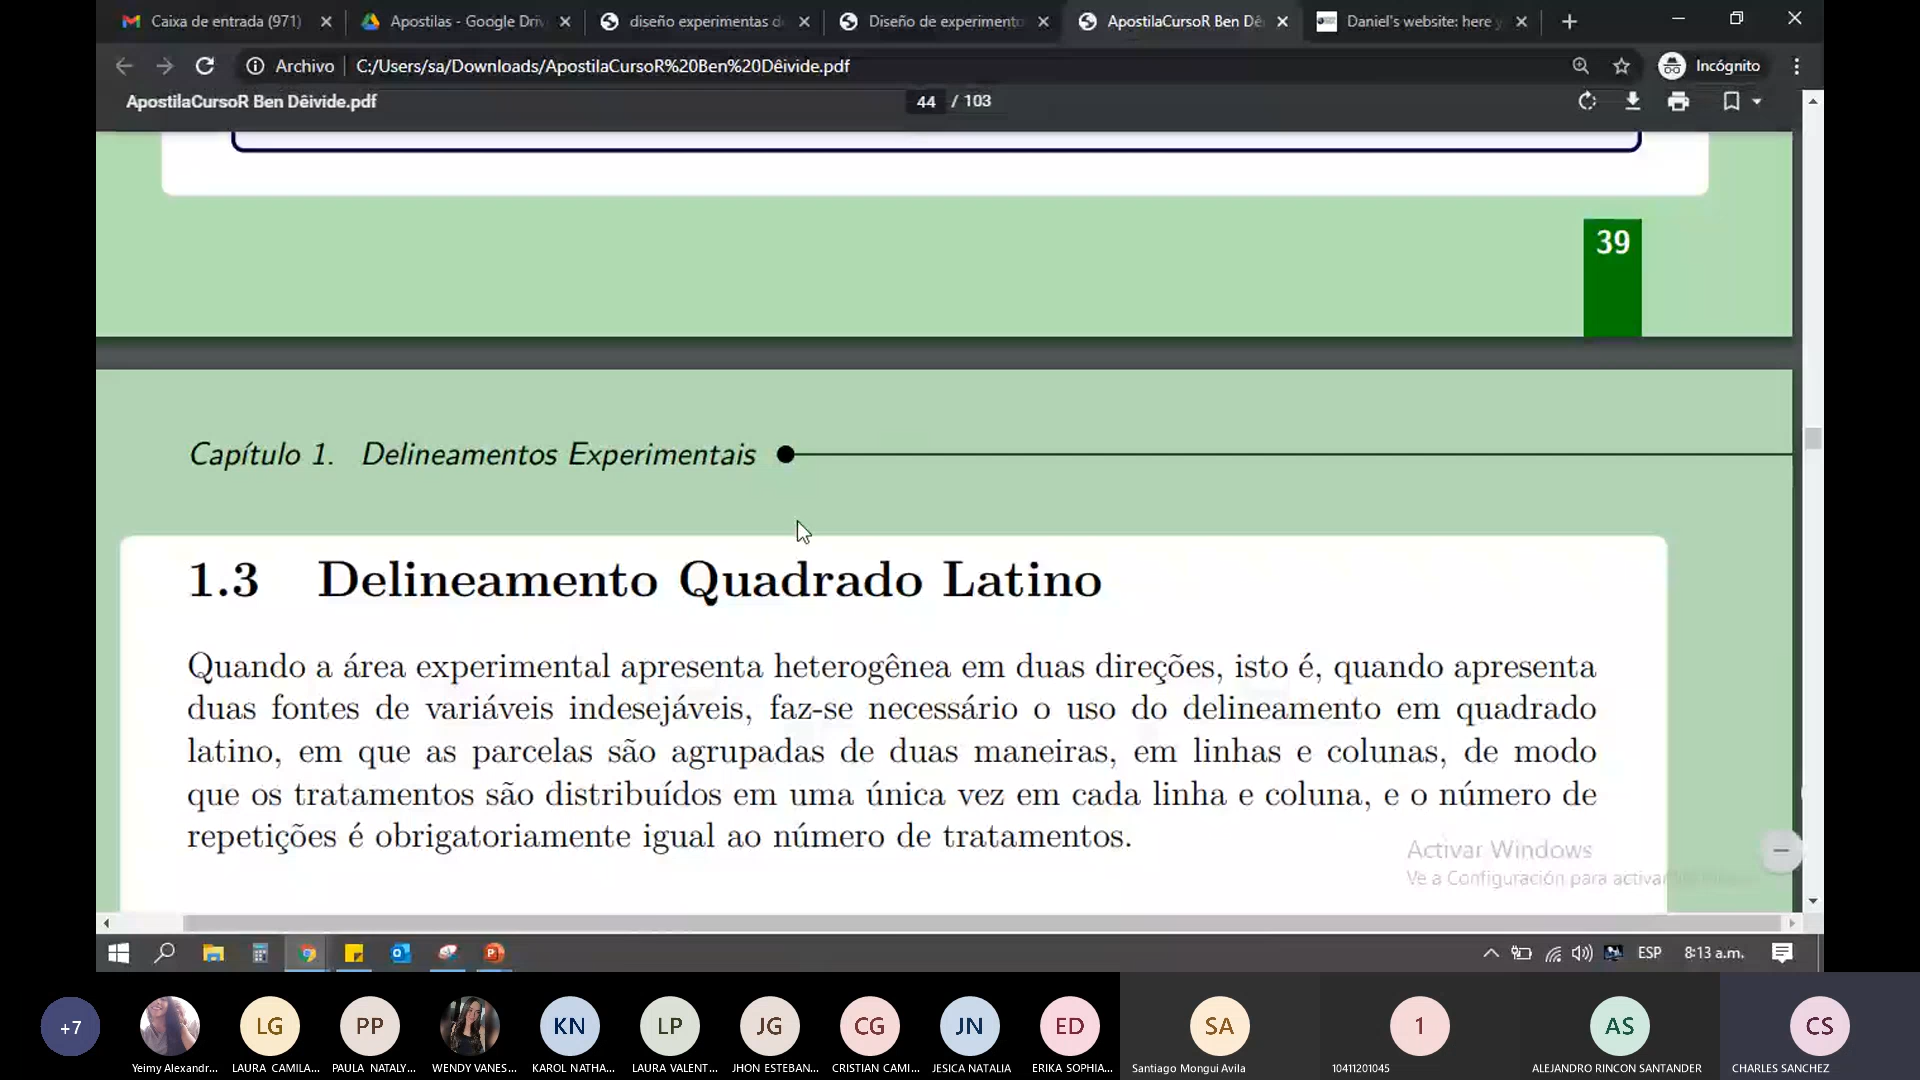 Caixa de entrada (971)
Apostilas - Google Driv
diseño experimentas d
Diseño de experimento
ApostilaCursoR Ben Dê
Daniel's website: here y
Archivo
C:/Users/sa/Downloads/ApostilaCursoR%20Ben%20Dêivide.pdf
Incógnito
ApostilaCursoR Ben Dêivide.pdf
44 / 103
39
Capítulo 1. Delineamentos Experimentais
1.3 Delineamento Quadrado Latino
Quando a área experimental apresenta heterogênea em duas direções, isto é, quando apresenta
duas fontes de variáveis indesejáveis, faz-se necessário o uso do delineamento em quadrado
latino, em que as parcelas são agrupadas de duas maneiras, em linhas e colunas, de modo
que os tratamentos são distribuídos em uma única vez em cada linha e coluna, e o número de
repetições é obrigatoriamente igual ao número de tratamentos.
Activar Windows
Ve a Configuración para activar
ESP
8:13 a.m.
+7
LG
PP
KN
LP
JG
CG
JN
ED
SA
1
AS
CS
Yeimy Alexandr...
LAURA CAMILA...
PAULA NATALY...
WENDY VANES...
KAROL NATHA...
LAURA VALENT...
JHON ESTEBAN...
CRISTIAN CAMI...
JESICA NATALIA
ERIKA SOPHIA...
Santiago Mongui Avila
10411201045
ALEJANDRO RINCON SANTANDER
CHARLES SANCHEZ